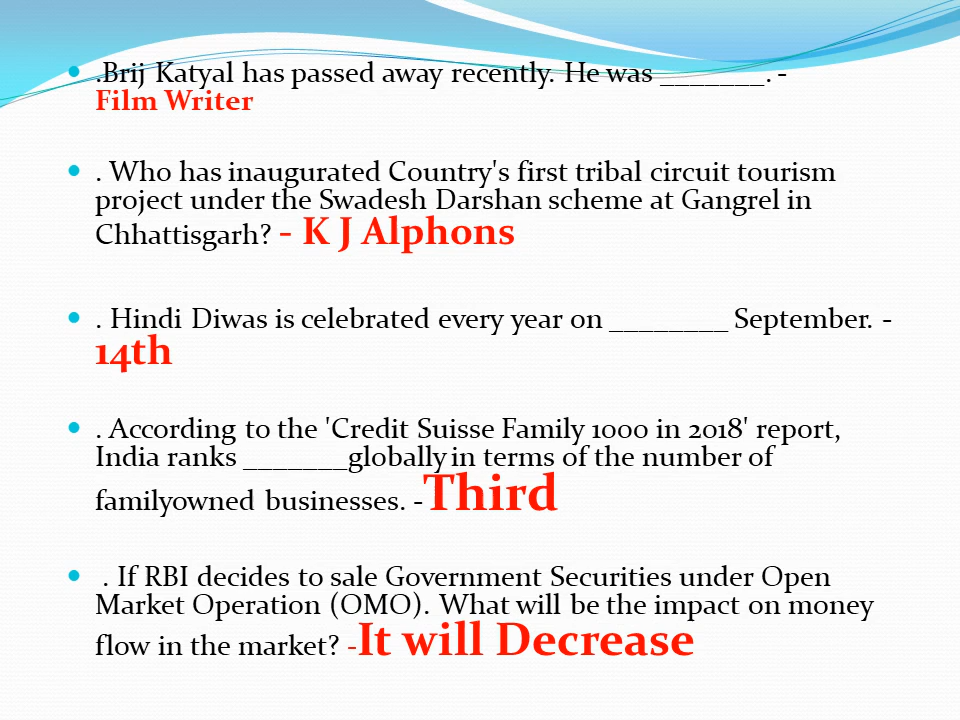 .Brij Katyal has passed away recently. He was _______. -
Film Writer
. Who has inaugurated Country's first tribal circuit tourism
project under the Swadesh Darshan scheme at Gangrel in
Chhattisgarh? - K J Alphons
. Hindi Diwas is celebrated every year on ________ September. -
14th
. According to the 'Credit Suisse Family 1000 in 2018' report,
India ranks _______globally in terms of the number of
familyowned businesses. -Third
. If RBI decides to sale Government Securities under Open
Market Operation (OMO). What will be the impact on money
flow in the market? -It will Decrease